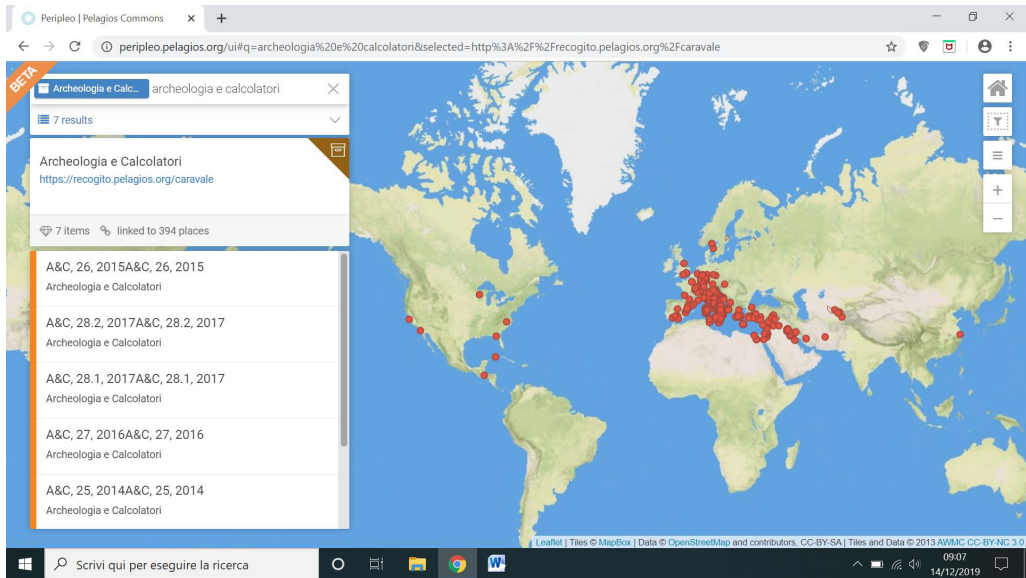 Peripleo | Pelagios Commons
peripleo.pelagios.org/ui#q=archeologia%20e%20calcolatori&selected=http%3A%2F%2Frecogito.pelagios.org%2Fcaravale
BETA
Archeologia e Calc... archeologia e calcolatori
7 results
Archeologia e Calcolatori
https://recogito.pelagios.org/caravale
7 items linked to 394 places
A&C, 26, 2015A&C, 26, 2015
Archeologia e Calcolatori
A&C, 28.2, 2017A&C, 28.2, 2017
Archeologia e Calcolatori
A&C, 28.1, 2017A&C, 28.1, 2017
Archeologia e Calcolatori
A&C, 27, 2016A&C, 27, 2016
Archeologia e Calcolatori
A&C, 25, 2014A&C, 25, 2014
Archeologia e Calcolatori
Leaflet | Tiles © MapBox | Data © OpenStreetMap and contributors, CC-BY-SA | Tiles and Data © 2013 AWMC CC-BY-NC 3.0
Scrivi qui per eseguire la ricerca
09:07
14/12/2019